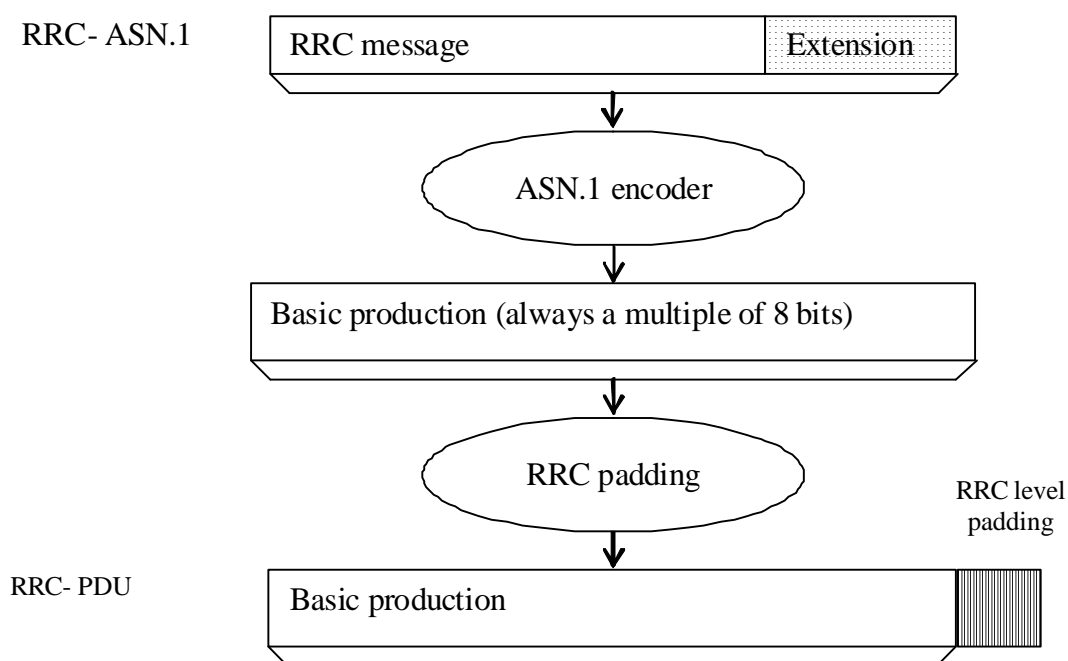 RRC- ASN.1
RRC message
Extension
ASN.1 encoder
Basic production (always a multiple of 8 bits)
RRC padding
RRC level
padding
RRC- PDU
Basic production